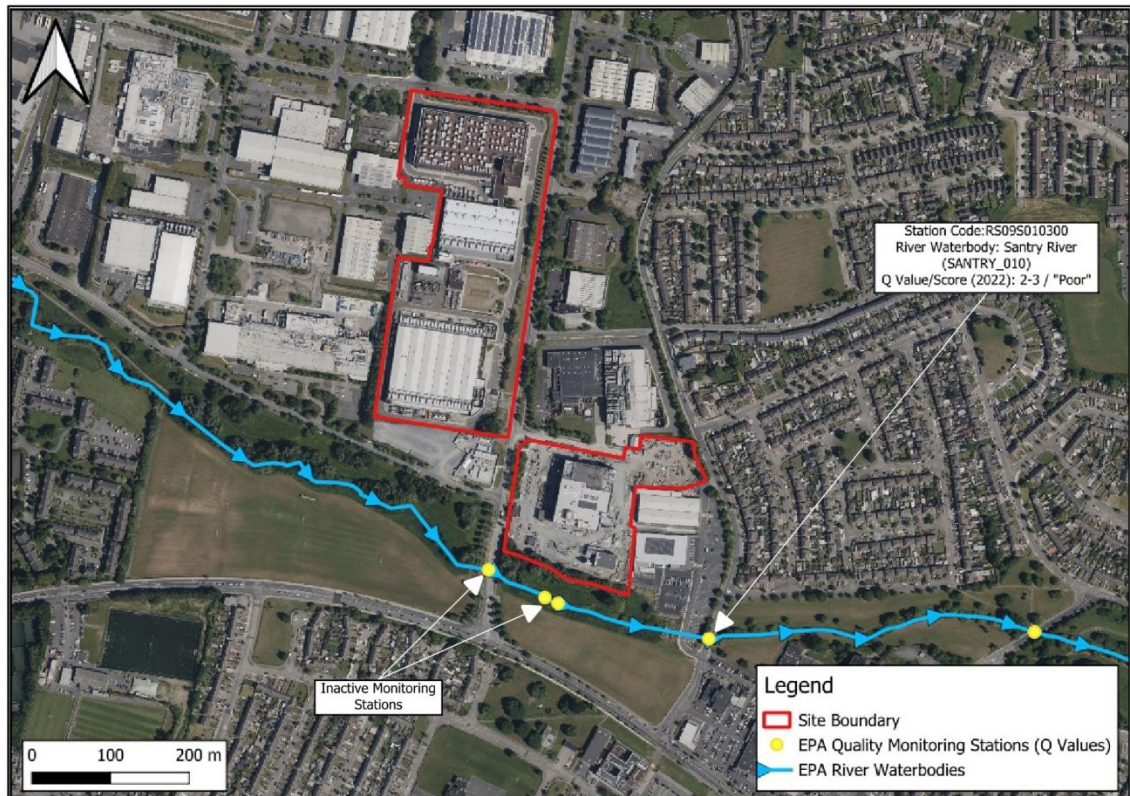 Station Code:RS09S010300
River Waterbody: Santry River
(SANTRY_010)
Q Value/Score (2022): 2-3 / "Poor"
Inactive Monitoring
Stations
Legend
Site Boundary
EPA Quality Monitoring Stations (Q Values)
EPA River Waterbodies
0 100 200 m